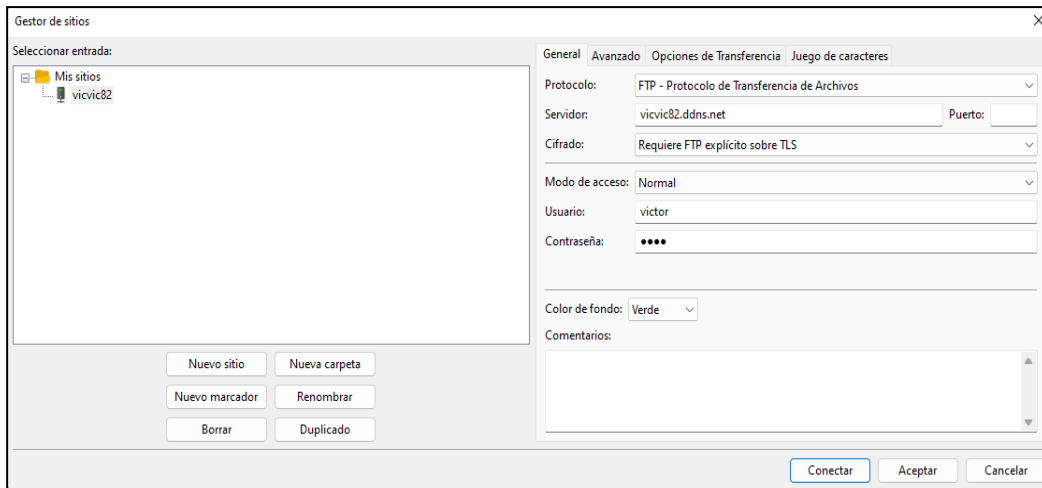 Gestor de sitios
Seleccionar entrada:
Mis sitios
vicvic82
Nuevo sitio Nueva carpeta
Nuevo marcador Renombrar
Borrar Duplicado
General Avanzado Opciones de Transferencia Juego de caracteres
Protocolo: FTP - Protocolo de Transferencia de Archivos
Servidor: vicvic82.ddns.net Puerto:
Cifrado: Requiere FTP explícito sobre TLS
Modo de acceso: Normal
Usuario: victor
Contraseña: ●●●●
Color de fondo: Verde
Comentarios:
Conectar Aceptar Cancelar